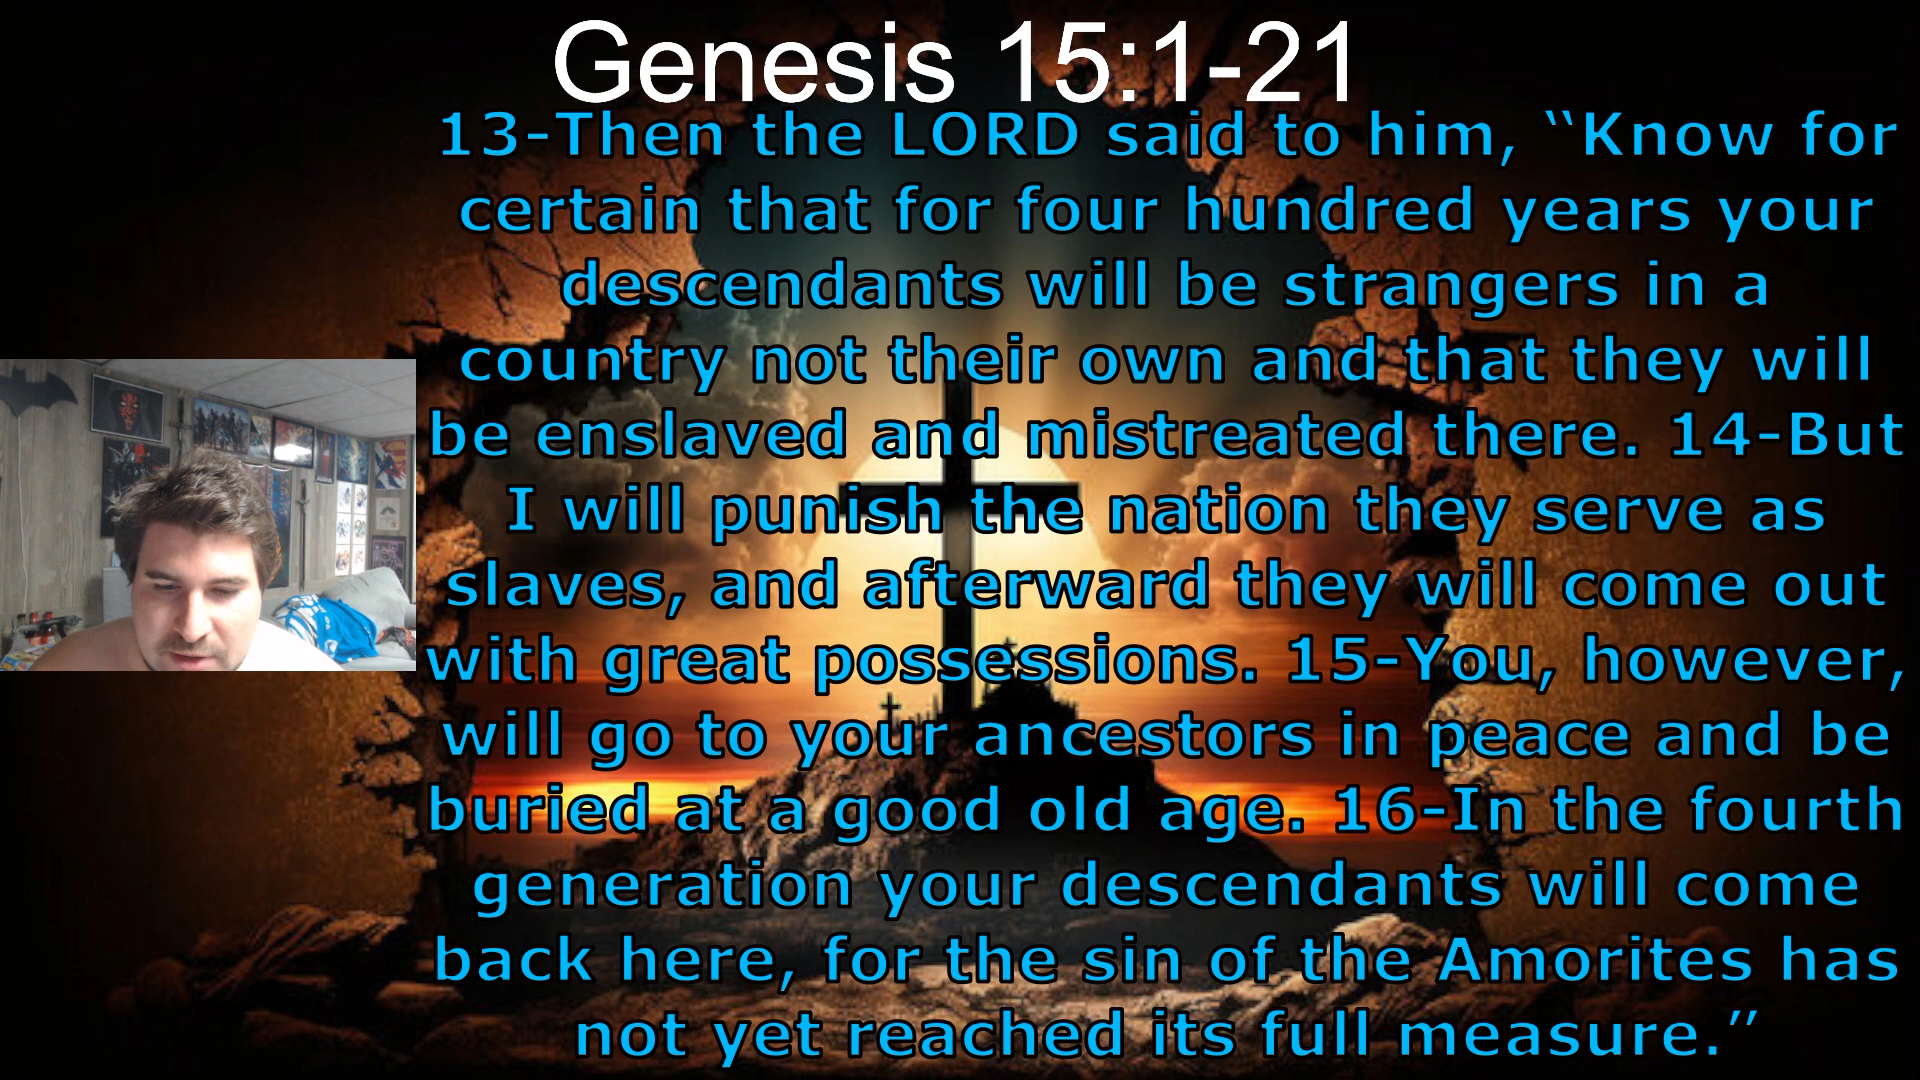 Genesis 15:1-21
13-Then the LORD said to him, “Know for
certain that for four hundred years your
descendants will be strangers in a
country not their own and that they will
be enslaved and mistreated there. 14-But
I will punish the nation they serve as
slaves, and afterward they will come out
with great possessions. 15-You, however,
will go to your ancestors in peace and be
buried at a good old age. 16-In the fourth
generation your descendants will come
back here, for the sin of the Amorites has
not yet reached its full measure.”